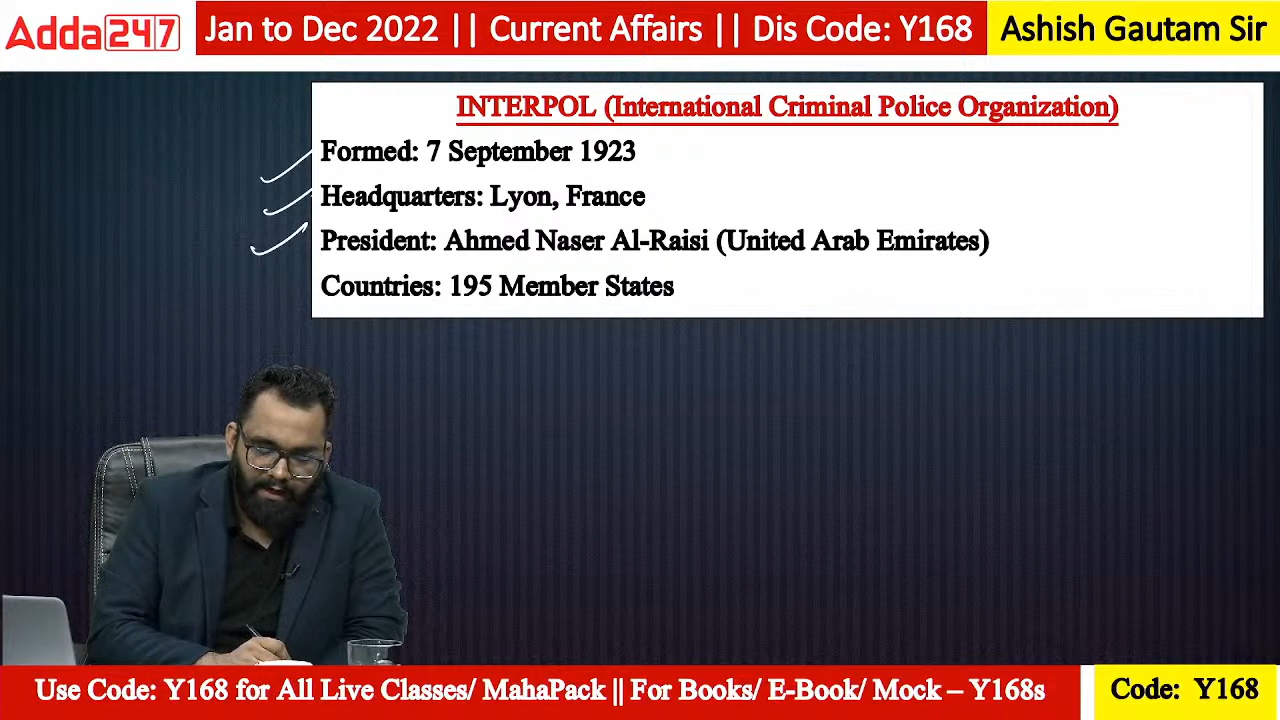 Adda247
Jan to Dec 2022 || Current Affairs || Dis Code: Y168
Ashish Gautam Sir
INTERPOL (International Criminal Police Organization)
Formed: 7 September 1923
Headquarters: Lyon, France
President: Ahmed Naser Al-Raisi (United Arab Emirates)
Countries: 195 Member States
Use Code: Y168 for All Live Classes/ MahaPack || For Books/ E-Book/ Mock – Y168s
Code: Y168